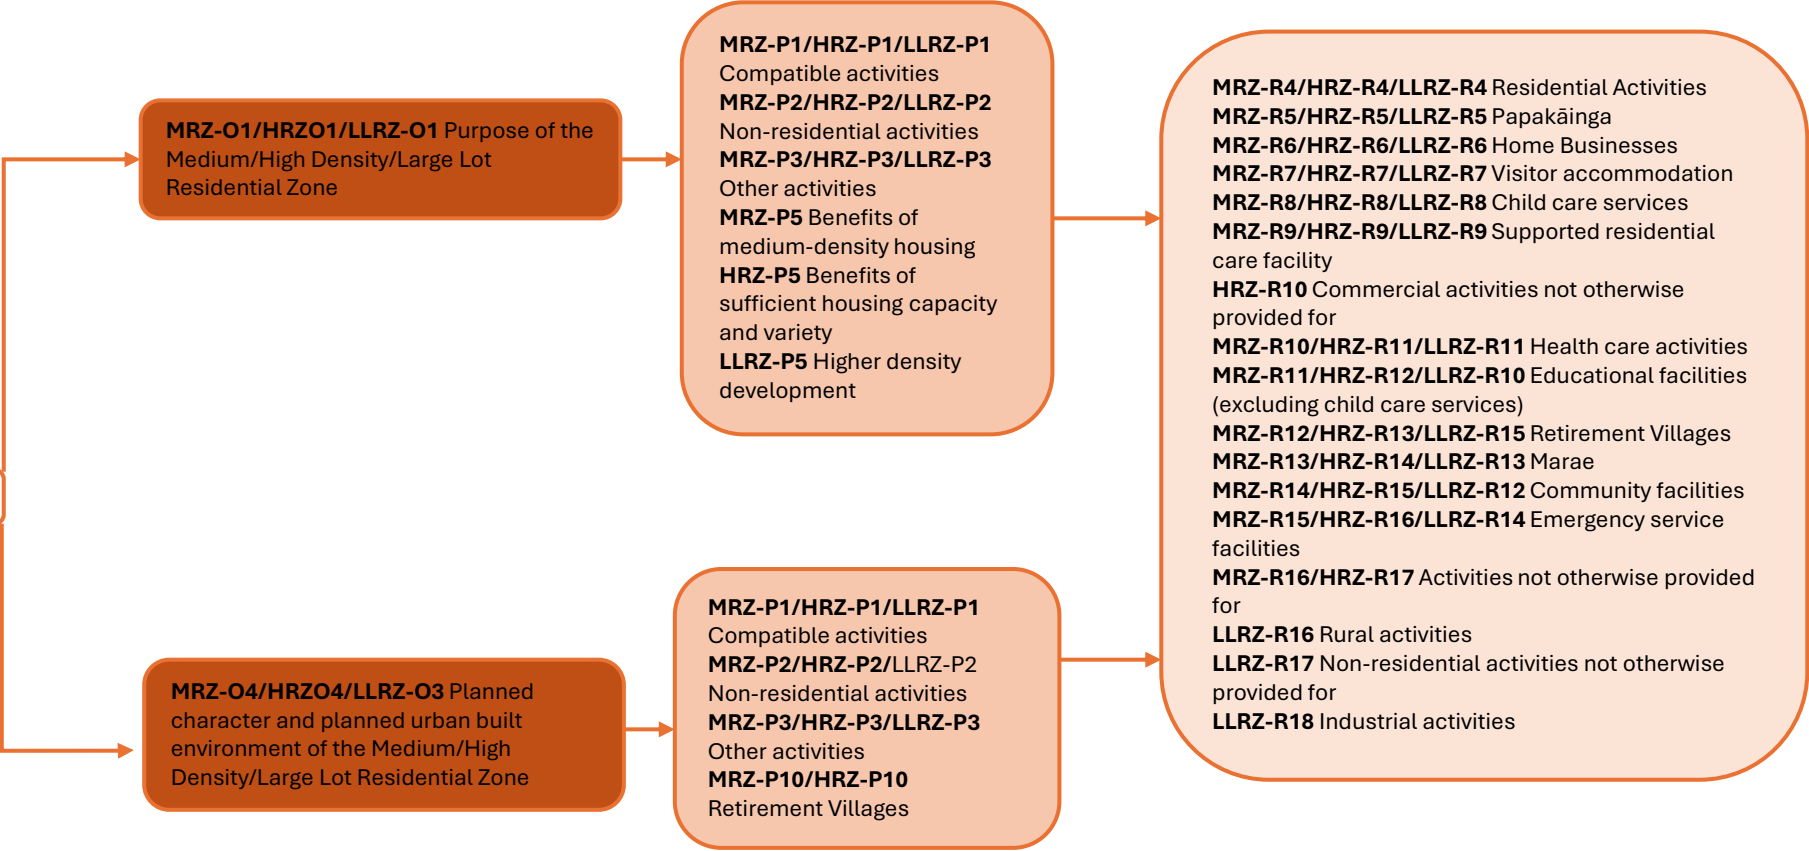 MRZ-O1/HRZO1/LLRZ-O1 Purpose of the
Medium/High Density/Large Lot
Residential Zone
MRZ-P1/HRZ-P1/LLRZ-P1
Compatible activities
MRZ-P2/HRZ-P2/LLRZ-P2
Non-residential activities
MRZ-P3/HRZ-P3/LLRZ-P3
Other activities
MRZ-P5 Benefits of
medium-density housing
HRZ-P5 Benefits of
sufficient housing capacity
and variety
LLRZ-P5 Higher density
development
MRZ-O4/HRZO4/LLRZ-O3 Planned
character and planned urban built
environment of the Medium/High
Density/Large Lot Residential Zone
MRZ-P1/HRZ-P1/LLRZ-P1
Compatible activities
MRZ-P2/HRZ-P2/LLRZ-P2
Non-residential activities
MRZ-P3/HRZ-P3/LLRZ-P3
Other activities
MRZ-P10/HRZ-P10
Retirement Villages
MRZ-R4/HRZ-R4/LLRZ-R4 Residential Activities
MRZ-R5/HRZ-R5/LLRZ-R5 Papakāinga
MRZ-R6/HRZ-R6/LLRZ-R6 Home Businesses
MRZ-R7/HRZ-R7/LLRZ-R7 Visitor accommodation
MRZ-R8/HRZ-R8/LLRZ-R8 Child care services
MRZ-R9/HRZ-R9/LLRZ-R9 Supported residential
care facility
HRZ-R10 Commercial activities not otherwise
provided for
MRZ-R10/HRZ-R11/LLRZ-R11 Health care activities
MRZ-R11/HRZ-R12/LLRZ-R10 Educational facilities
(excluding child care services)
MRZ-R12/HRZ-R13/LLRZ-R15 Retirement Villages
MRZ-R13/HRZ-R14/LLRZ-R13 Marae
MRZ-R14/HRZ-R15/LLRZ-R12 Community facilities
MRZ-R15/HRZ-R16/LLRZ-R14 Emergency service
facilities
MRZ-R16/HRZ-R17 Activities not otherwise provided
for
LLRZ-R16 Rural activities
LLRZ-R17 Non-residential activities not otherwise
provided for
LLRZ-R18 Industrial activities